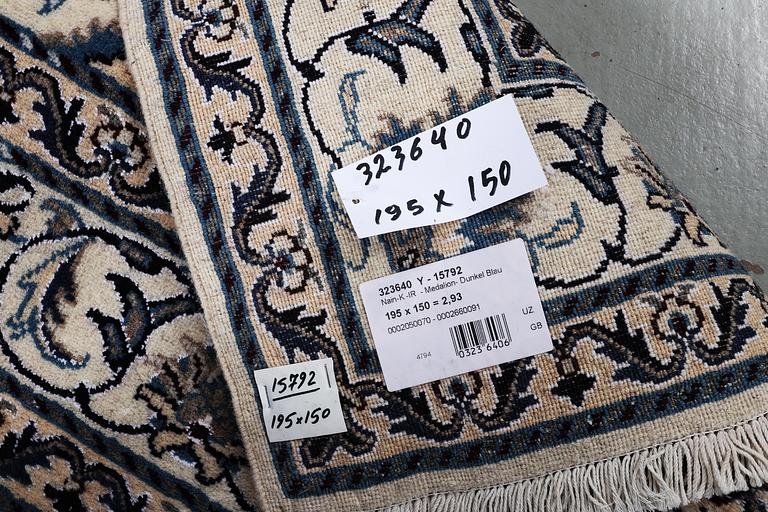 323640
195 x 150
323640 Y - 15792
Nain-K -IR - Medalion- Dunkel Blau
195 x 150 = 2,93
0002050070 - 0002660091
UZ
GB
4794
0323 6406
15792
195x150